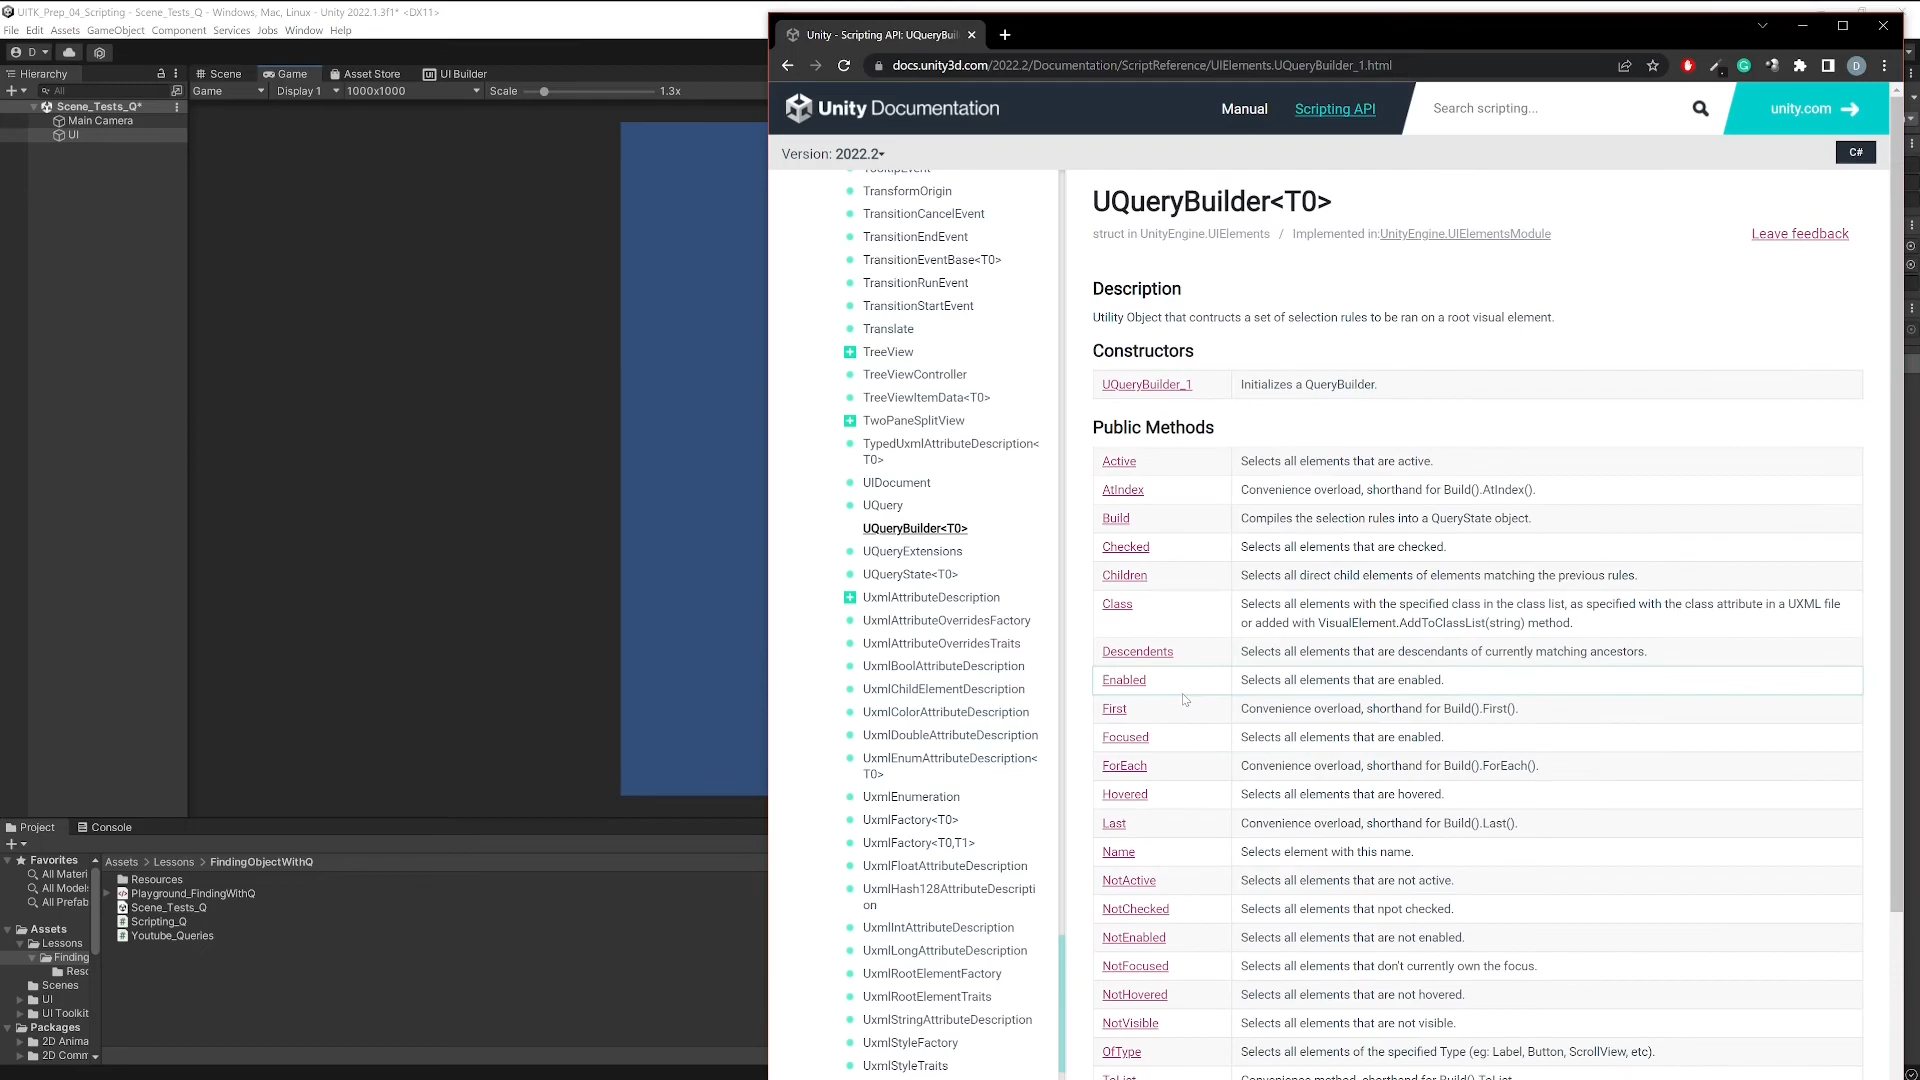 UITK_Prep_04_Scripting - Scene_Tests_Q - Windows, Mac, Linux - Unity 2022.1.3f1* <DX11>
File Edit Assets GameObject Component Services Jobs Window Help
D
Hierarchy
Scene
Game
Asset Store
UI Builder
All
Game
Display 1
1000x1000
Scale
1.3x
Scene_Tests_Q*
Main Camera
UI
Project
Console
Favorites
All Materi
All Model
All Prefab
Assets
Lessons
Finding
Resc
Scenes
UI
UI Toolkit
Packages
2D Anima
2D Comm
Assets > Lessons > FindingObjectWithQ
Resources
Playground_FindingWithQ
Scene_Tests_Q
Scripting_Q
Youtube_Queries
Unity - Scripting API: UQueryBuil
docs.unity3d.com/2022.2/Documentation/ScriptReference/UIElements.UQueryBuilder_1.html
D
Unity Documentation
Manual
Scripting API
Search scripting...
unity.com
Version: 2022.2
C#
TooltipEvent
TransformOrigin
TransitionCancelEvent
TransitionEndEvent
TransitionEventBase<T0>
TransitionRunEvent
TransitionStartEvent
Translate
TreeView
TreeViewController
TreeViewItemData<T0>
TwoPaneSplitView
TypedUxmlAttributeDescription<
T0>
UIDocument
UQuery
UQueryBuilder<T0>
UQueryExtensions
UQueryState<T0>
UxmlAttributeDescription
UxmlAttributeOverridesFactory
UxmlAttributeOverridesTraits
UxmlBoolAttributeDescription
UxmlChildElementDescription
UxmlColorAttributeDescription
UxmlDoubleAttributeDescription
UxmlEnumAttributeDescription<
T0>
UxmlEnumeration
UxmlFactory<T0>
UxmlFactory<T0,T1>
UxmlFloatAttributeDescription
UxmlHash128AttributeDescripti
on
UxmlIntAttributeDescription
UxmlLongAttributeDescription
UxmlRootElementFactory
UxmlRootElementTraits
UxmlStringAttributeDescription
UxmlStyleFactory
UxmlStyleTraits
UQueryBuilder<T0>
struct in UnityEngine.UIElements / Implemented in:UnityEngine.UIElementsModule
Leave feedback
Description
Utility Object that contructs a set of selection rules to be ran on a root visual element.
Constructors
UQueryBuilder_1 Initializes a QueryBuilder.
Public Methods
Active Selects all elements that are active.
AtIndex Convenience overload, shorthand for Build().AtIndex().
Build Compiles the selection rules into a QueryState object.
Checked Selects all elements that are checked.
Children Selects all direct child elements of elements matching the previous rules.
Class Selects all elements with the specified class in the class list, as specified with the class attribute in a UXML file
or added with VisualElement.AddToClassList(string) method.
Descendents Selects all elements that are descendants of currently matching ancestors.
Enabled Selects all elements that are enabled.
First Convenience overload, shorthand for Build().First().
Focused Selects all elements that are enabled.
ForEach Convenience overload, shorthand for Build().ForEach().
Hovered Selects all elements that are hovered.
Last Convenience overload, shorthand for Build().Last().
Name Selects element with this name.
NotActive Selects all elements that are not active.
NotChecked Selects all elements that npot checked.
NotEnabled Selects all elements that are not enabled.
NotFocused Selects all elements that don't currently own the focus.
NotHovered Selects all elements that are not hovered.
NotVisible Selects all elements that are not visible.
OfType Selects all elements of the specified Type (eg: Label, Button, ScrollView, etc).
ToList Convenience method, shorthand for Build().ToList.